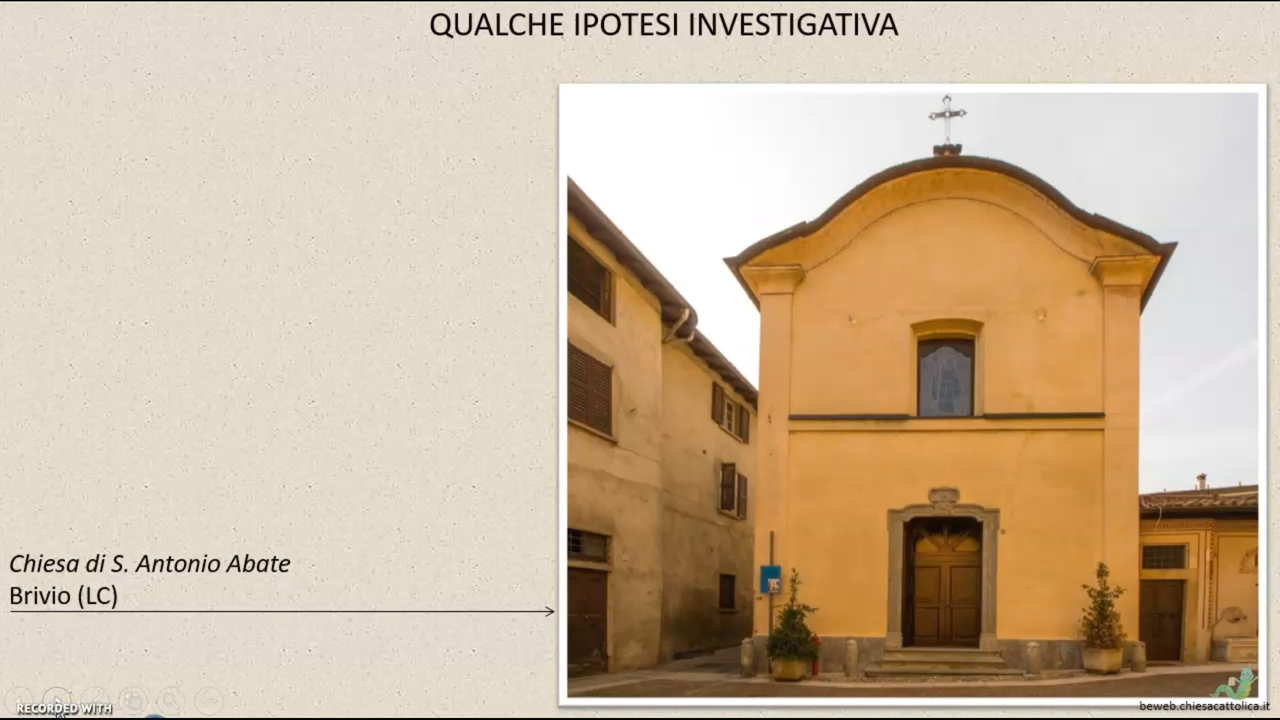 QUALCHE IPOTESI INVESTIGATIVA
Chiesa di S. Antonio Abate
Brivio (LC)
RECORDED WITH
beweb.chiesacattolica.it